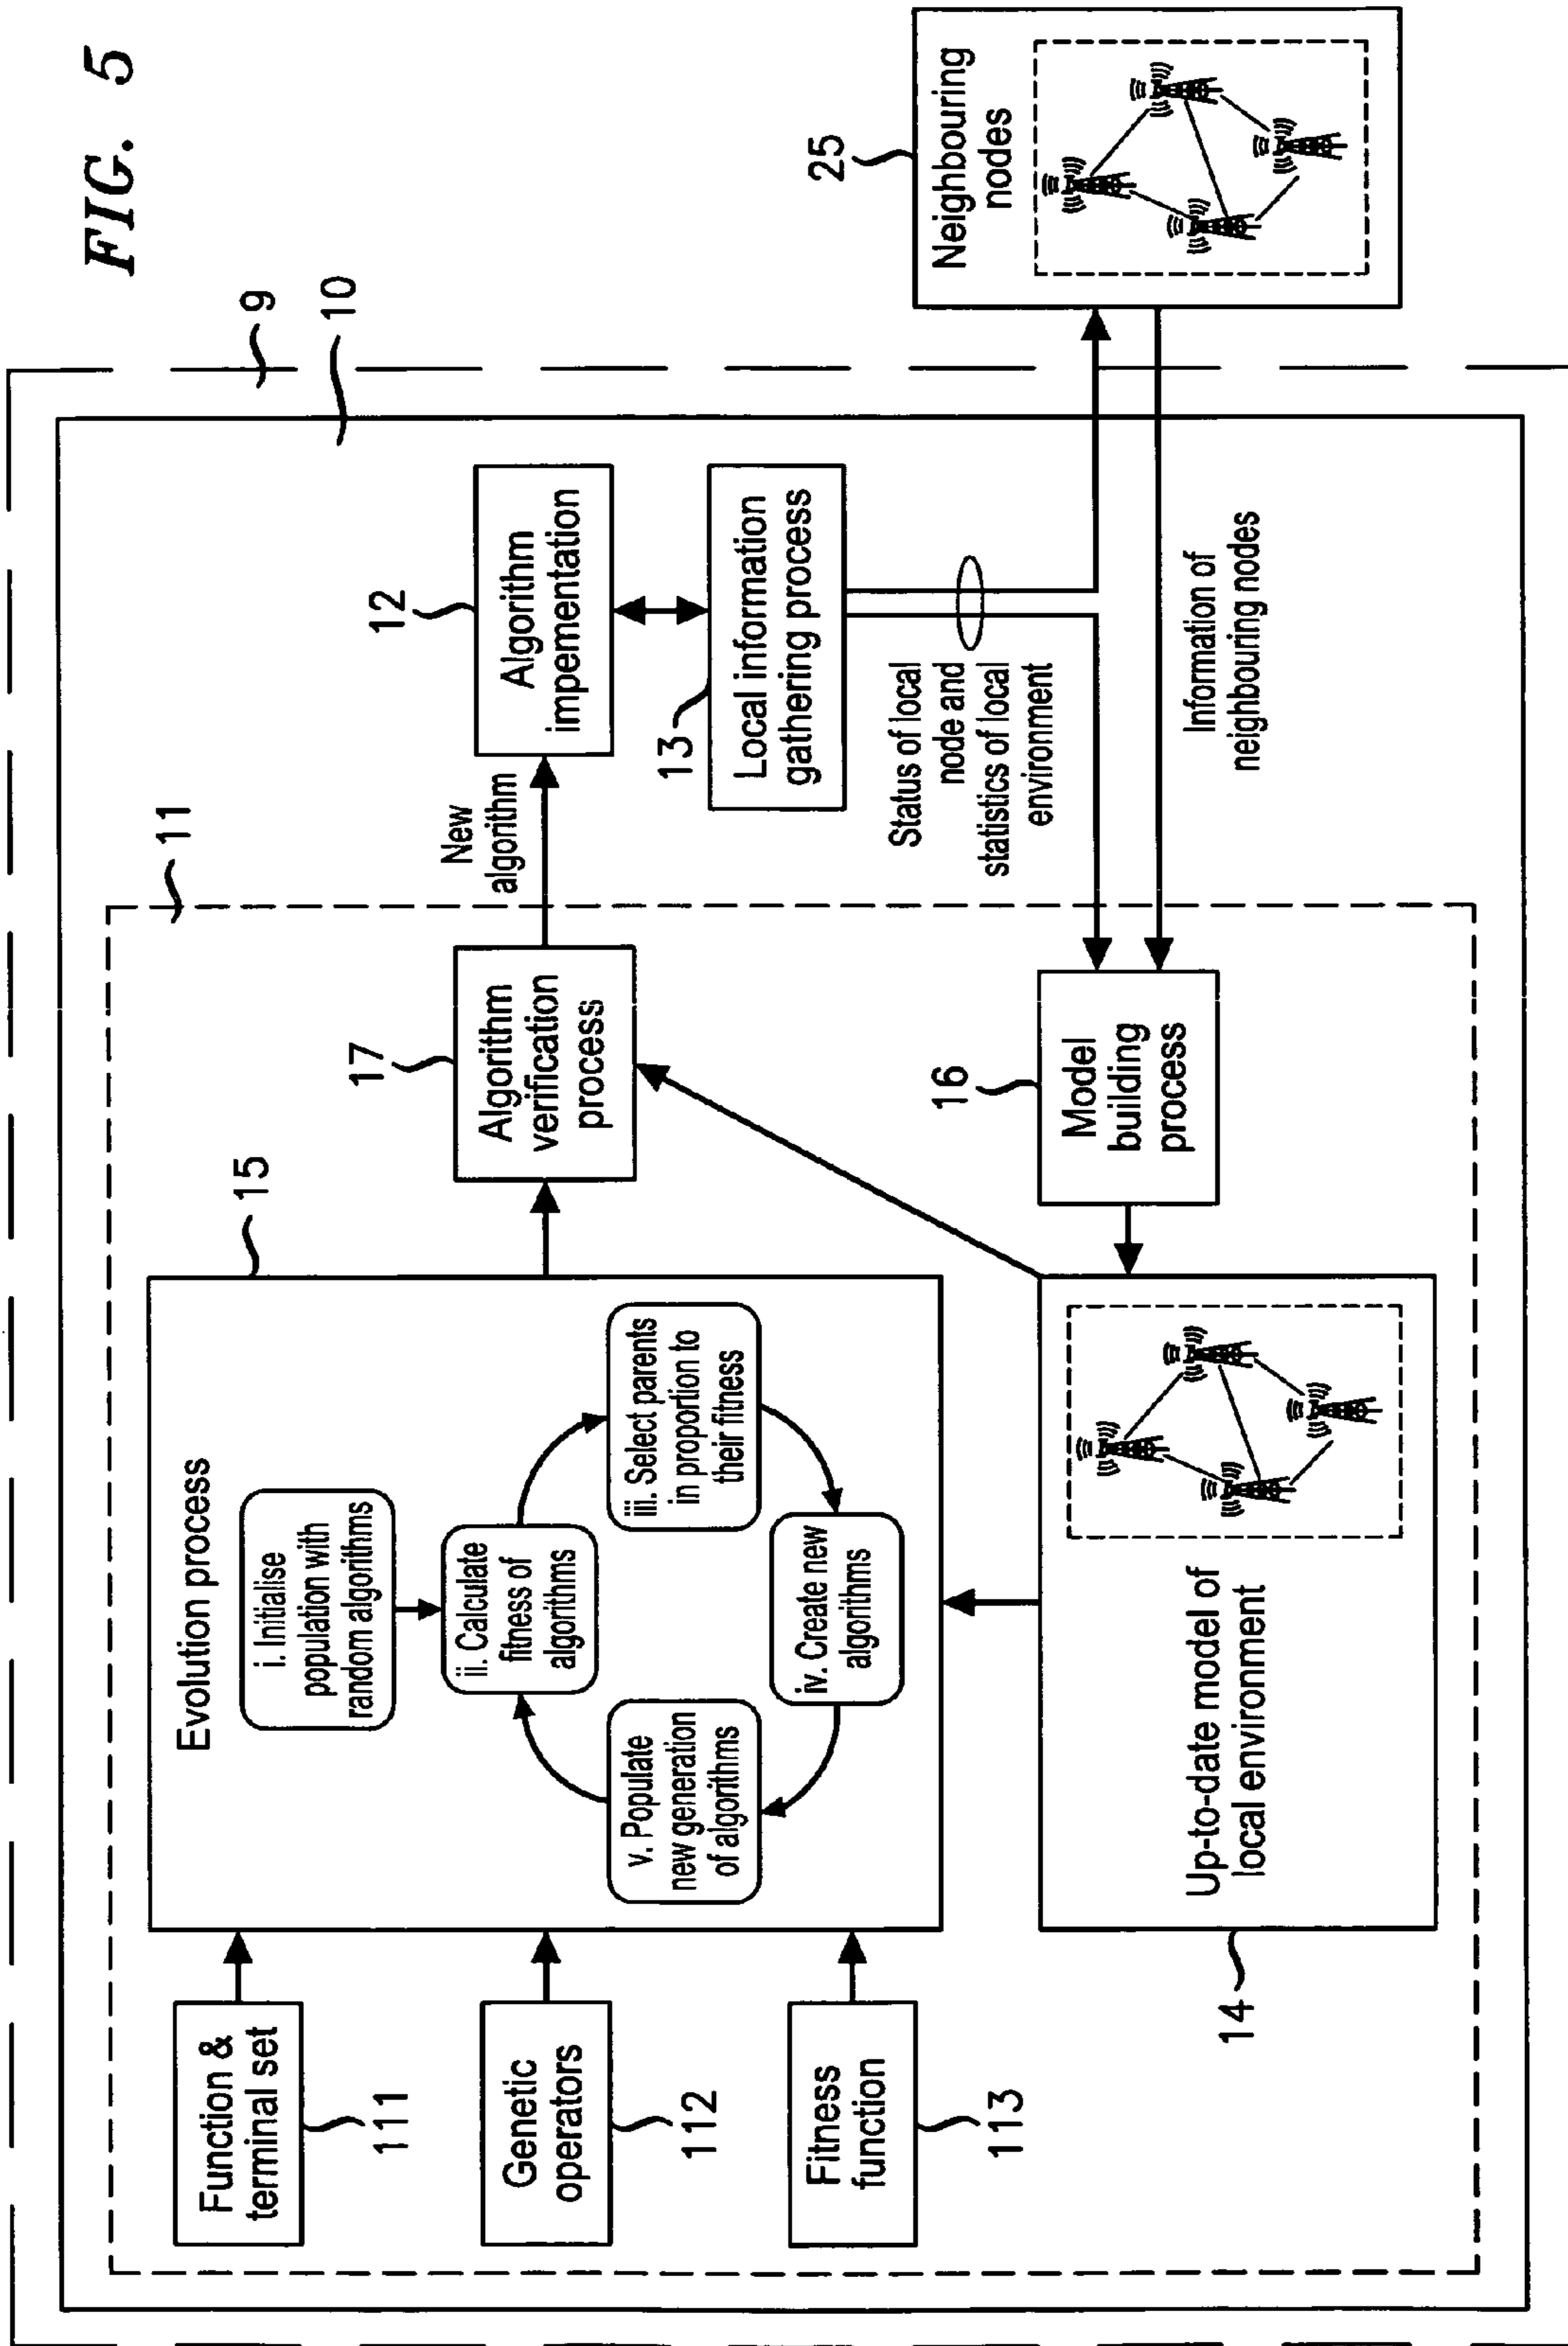 FIG. 5
9
10
11
Function &
terminal set
111
Genetic
operators
112
Fitness
function
113
Evolution process
15
i. Initialise
population with
random algorithms
ii. Calculate
fitness of
algorithms
iii. Select parents
in proportion to
their fitness
iv. Create new
algorithms
v. Populate
new generation
of algorithms
17
Algorithm
verification
process
New
algorithm
12
Algorithm
impementation
13
Local information
gathering process
Status of local
node and
statistics of local
environment
Information of
neighbouring nodes
16
Model
building
process
14
Up-to-date model of
local environment
25
Neighbouring
nodes